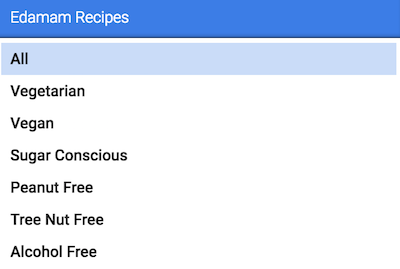 Edamam Recipes
All
Vegetarian
Vegan
Sugar Conscious
Peanut Free
Tree Nut Free
Alcohol Free